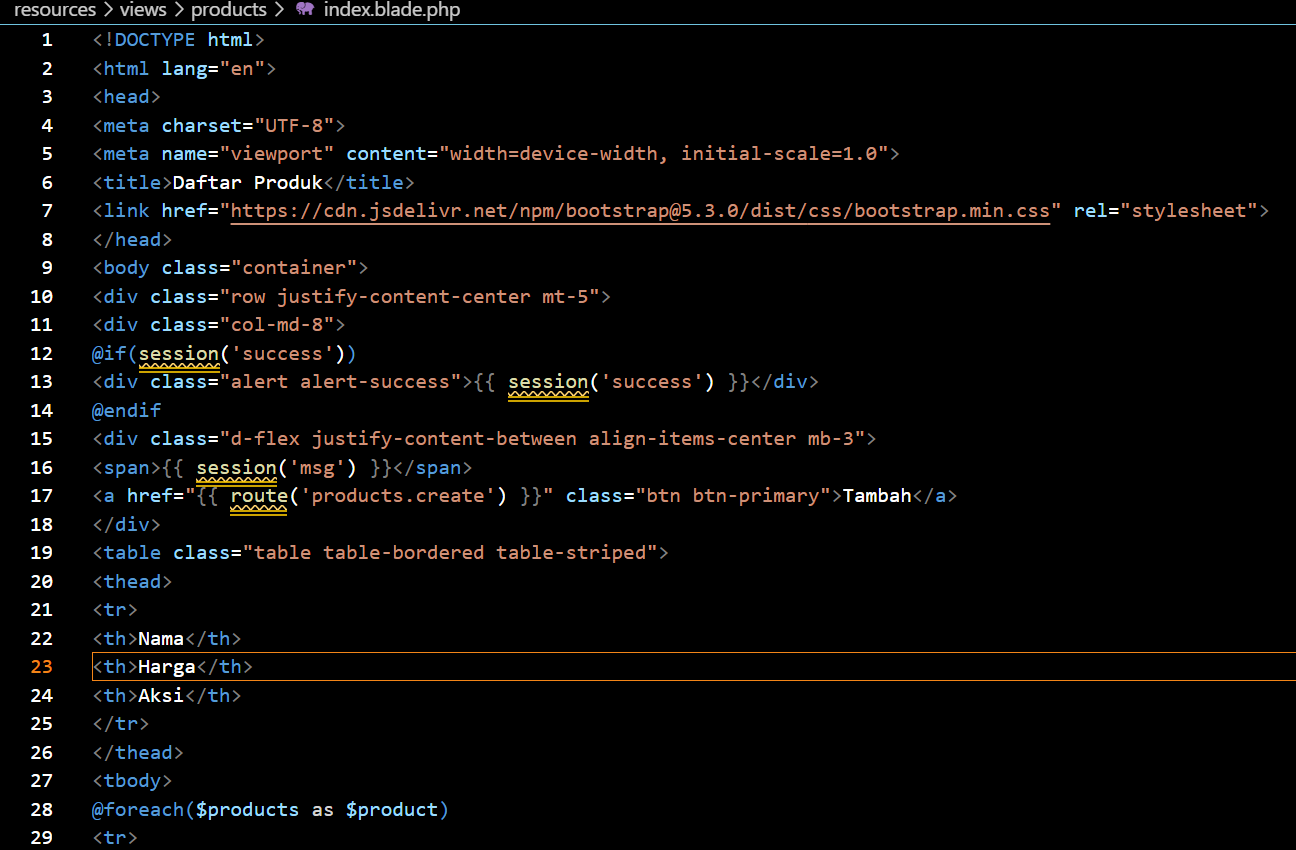 resources > views > products > index.blade.php
1 <!DOCTYPE html>
2 <html lang="en">
3 <head>
4 <meta charset="UTF-8">
5 <meta name="viewport" content="width=device-width, initial-scale=1.0">
6 <title>Daftar Produk</title>
7 <link href="https://cdn.jsdelivr.net/npm/bootstrap@5.3.0/dist/css/bootstrap.min.css" rel="stylesheet">
8 </head>
9 <body class="container">
10 <div class="row justify-content-center mt-5">
11 <div class="col-md-8">
12 @if(session('success'))
13 <div class="alert alert-success">{{ session('success') }}</div>
14 @endif
15 <div class="d-flex justify-content-between align-items-center mb-3">
16 <span>{{ session('msg') }}</span>
17 <a href="{{ route('products.create') }}" class="btn btn-primary">Tambah</a>
18 </div>
19 <table class="table table-bordered table-striped">
20 <thead>
21 <tr>
22 <th>Nama</th>
23 <th>Harga</th>
24 <th>Aksi</th>
25 </tr>
26 </thead>
27 <tbody>
28 @foreach($products as $product)
29 <tr>